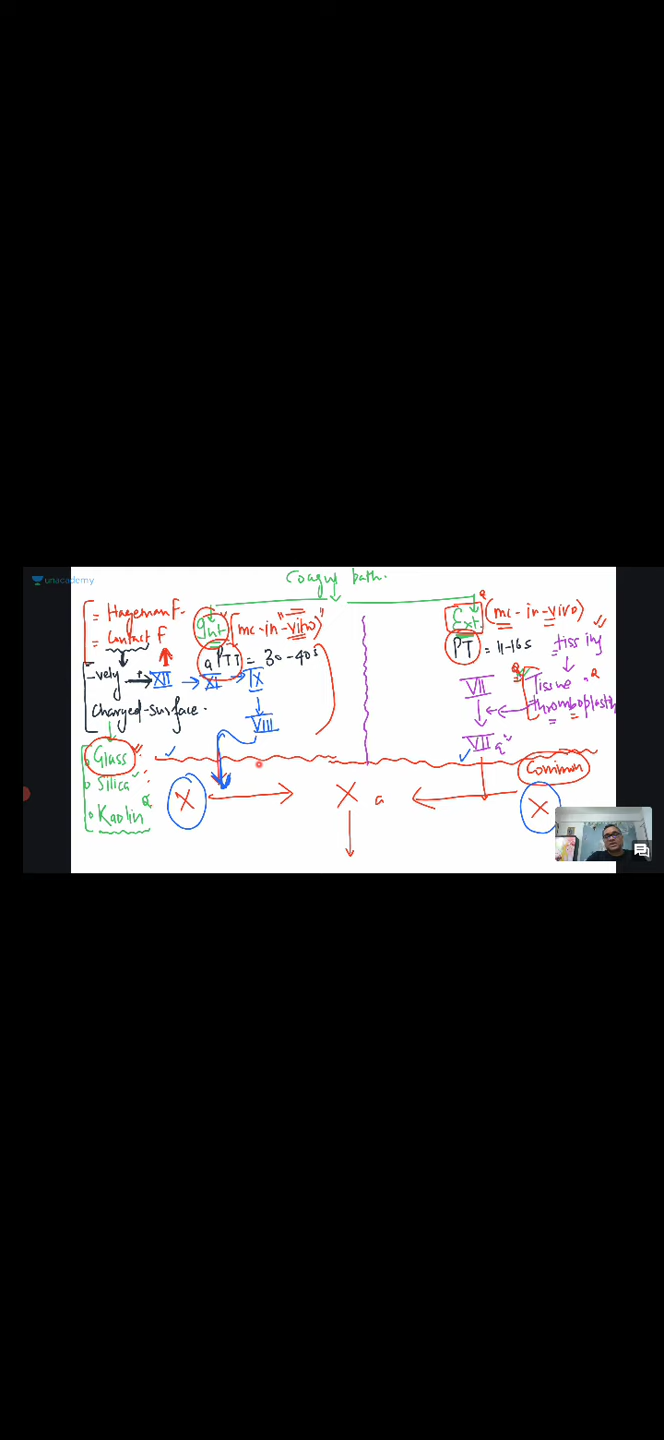 unacademy
Coagn path.
= Hageman F.
= Contact F
Int [mc-in "vitro"
Ext. (mc-in-vivo)
aPTT = 30-40s
PT = 11-16s
tiss inj
-vely + XII → XI → IX
charged-surface.
VIII
VII
Tissue
thromboplastin
VII a
Glass
Silica
Kaolin
Common
X → X a ← X